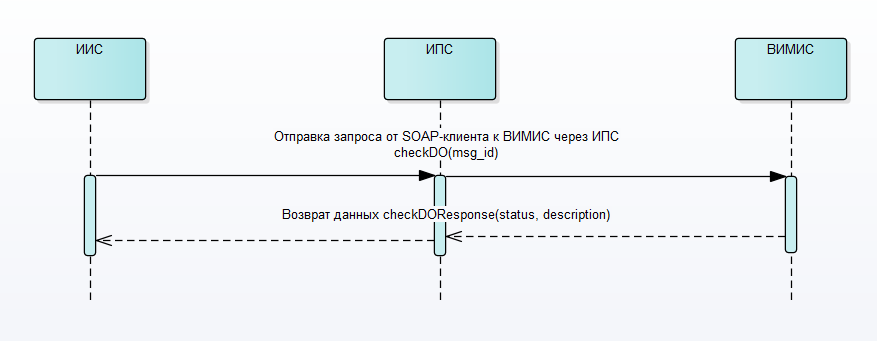 ИИС
ИПС
ВИМИС
Отправка запроса от SOAP-клиента к ВИМИС через ИПС
checkDO(msg_id)
Возврат данных checkDOResponse(status, description)